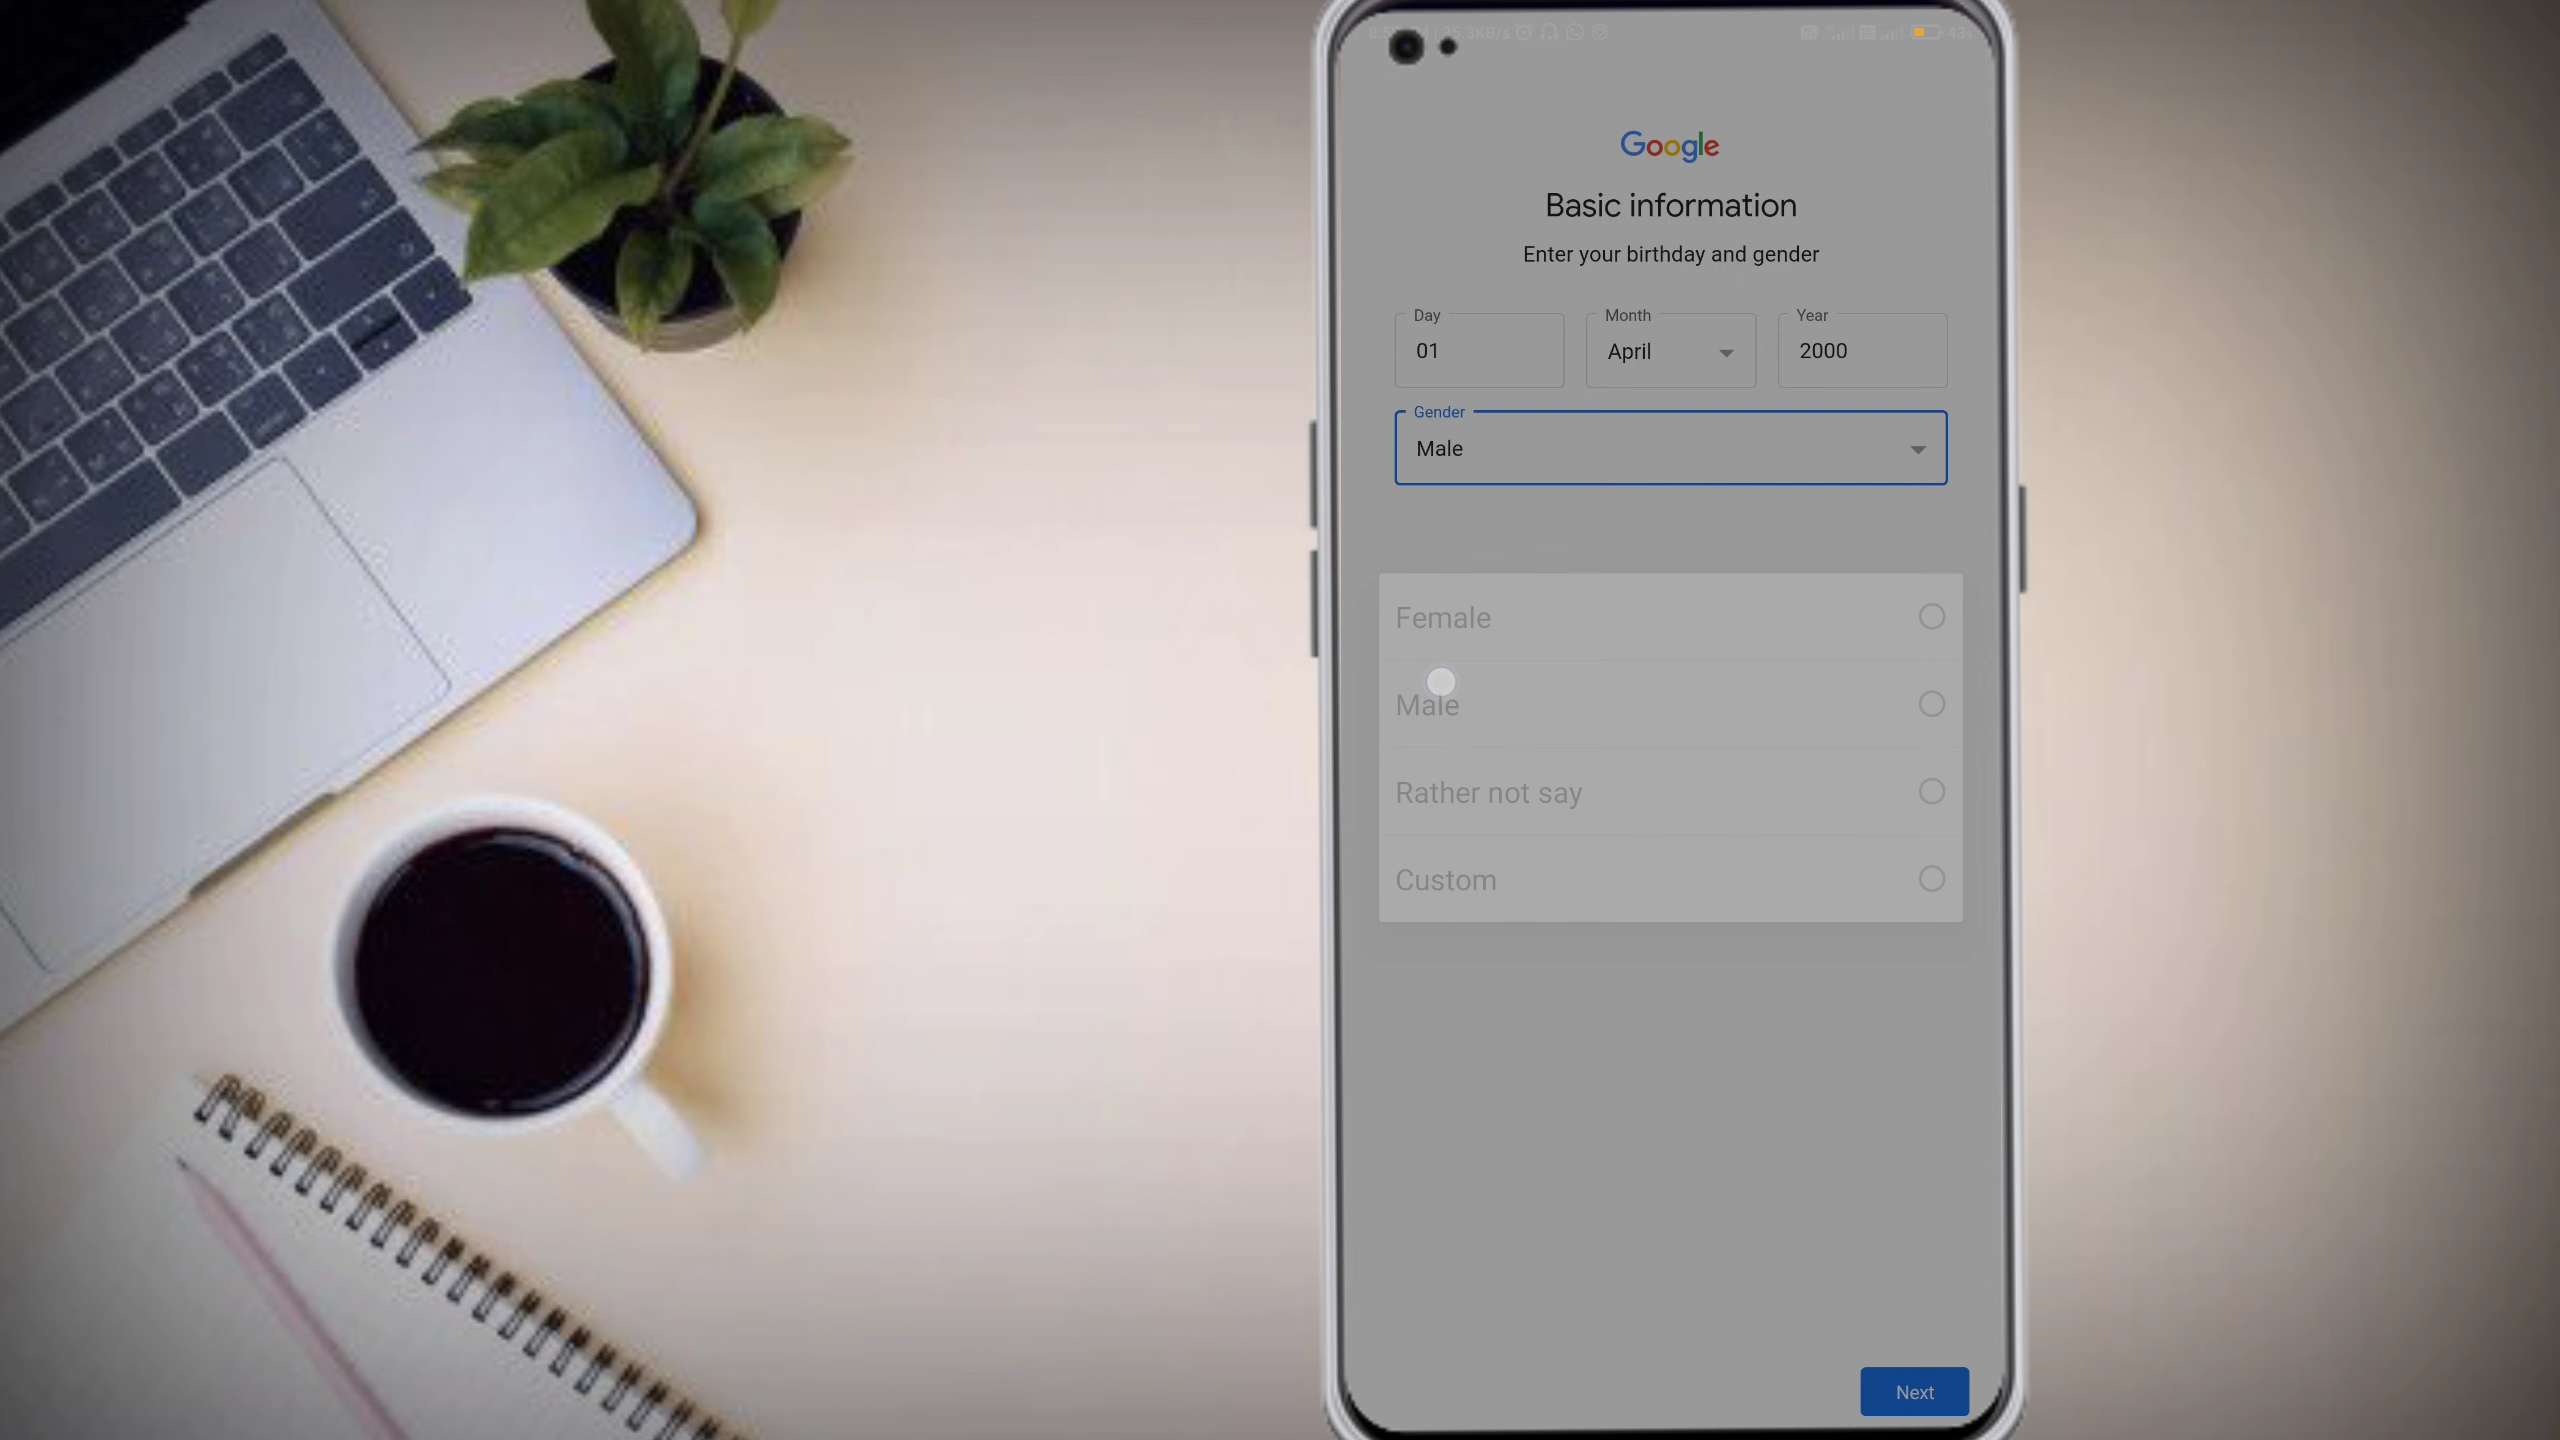 Google
Basic information
Enter your birthday and gender
Day
Month
Year
01
April
2000
Gender
Male
Female
Male
Rather not say
Custom
Next